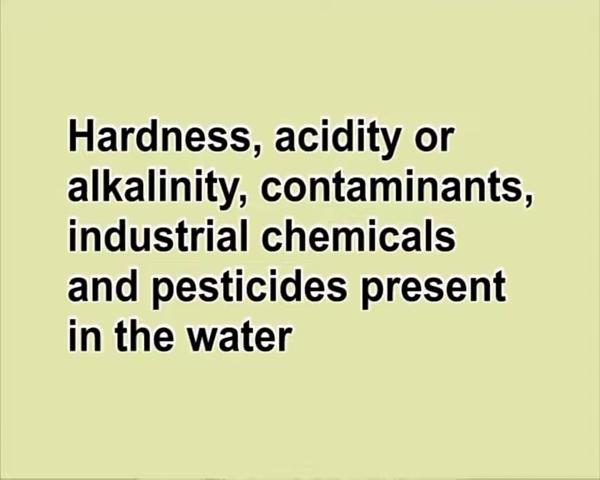 Hardness, acidity or
alkalinity, contaminants,
industrial chemicals
and pesticides present
in the water